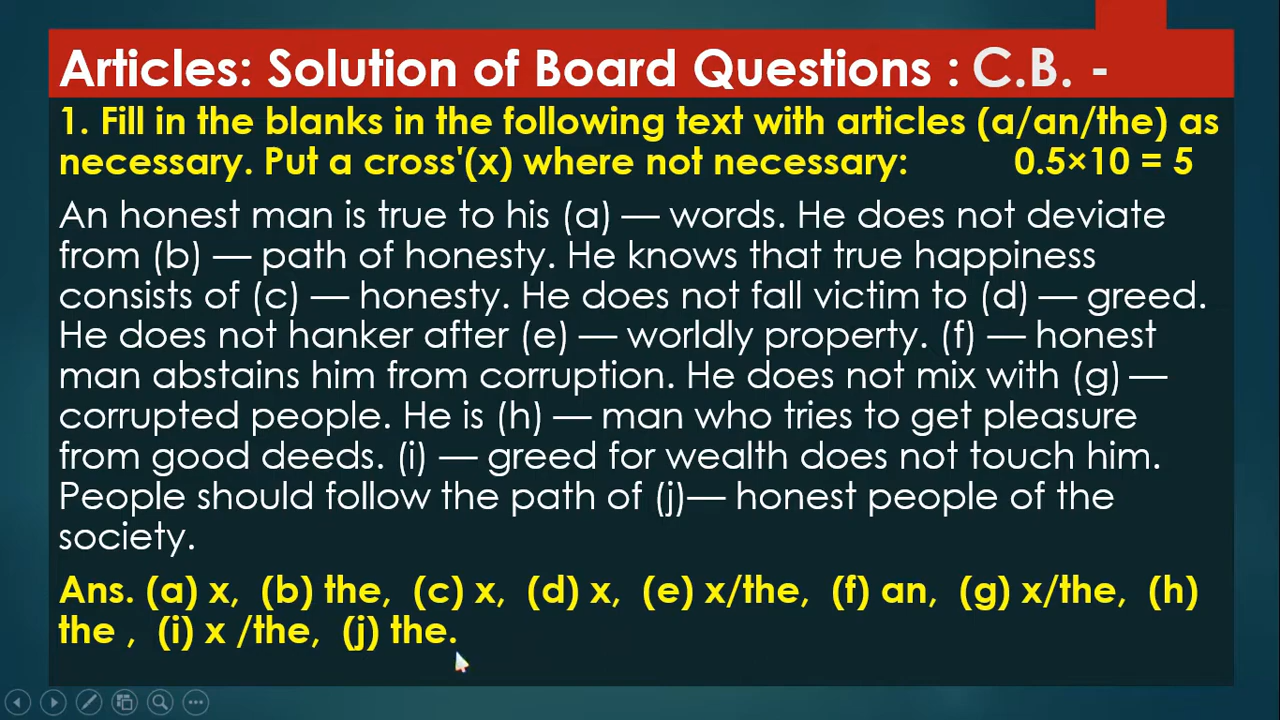 Articles: Solution of Board Questions : C.B. -
1. Fill in the blanks in the following text with articles (a/an/the) as
necessary. Put a cross'(x) where not necessary: 0.5×10 = 5
An honest man is true to his (a) — words. He does not deviate
from (b) — path of honesty. He knows that true happiness
consists of (c) — honesty. He does not fall victim to (d) — greed.
He does not hanker after (e) — worldly property. (f) — honest
man abstains him from corruption. He does not mix with (g) —
corrupted people. He is (h) — man who tries to get pleasure
from good deeds. (i) — greed for wealth does not touch him.
People should follow the path of (j)— honest people of the
society.
Ans. (a) x, (b) the, (c) x, (d) x, (e) x/the, (f) an, (g) x/the, (h)
the , (i) x /the, (j) the.